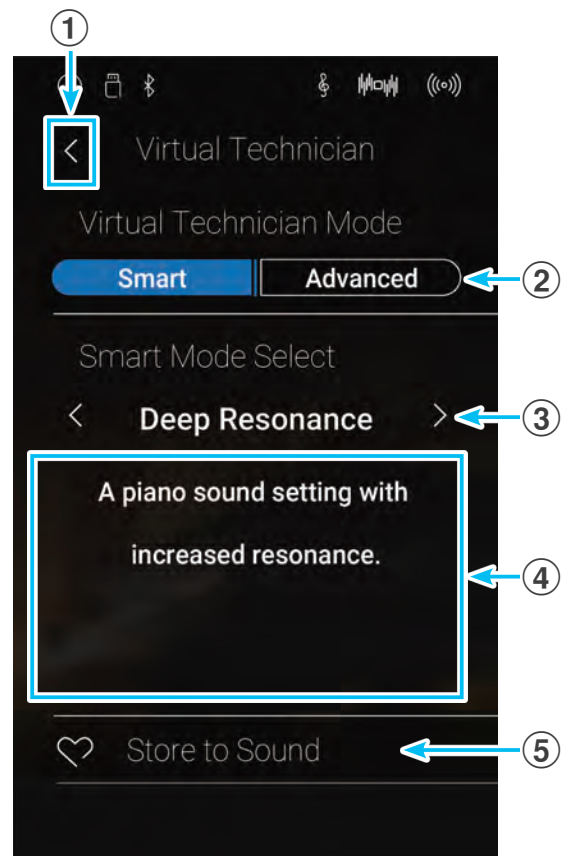 ①
Virtual Technician
Virtual Technician Mode
Smart Advanced ②
Smart Mode Select
< Deep Resonance > ③
A piano sound setting with
increased resonance.
④
Store to Sound ⑤